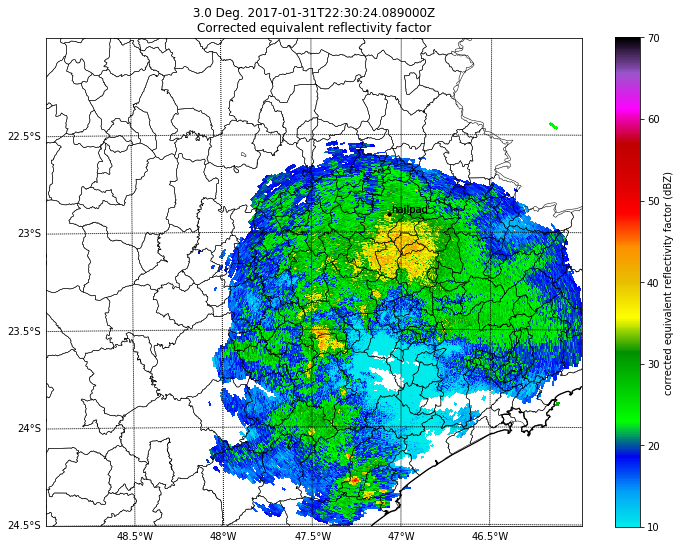 3.0 Deg. 2017-01-31T22:30:24.089000Z
Corrected equivalent reflectivity factor
22.5°S
23°S
23.5°S
24°S
24.5°S
48.5°W
48°W
47.5°W
47°W
46.5°W
hailpad
70
60
50
40
30
20
10
corrected equivalent reflectivity factor (dBZ)